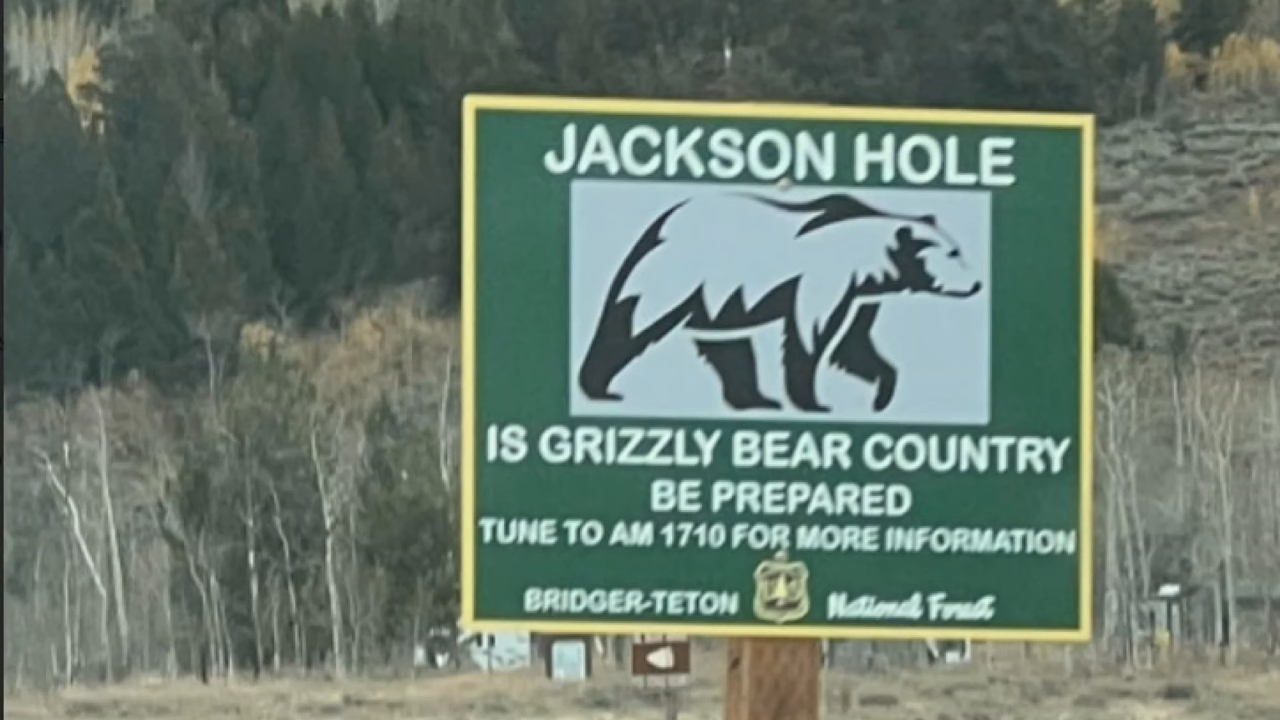 JACKSON HOLE
IS GRIZZLY BEAR COUNTRY
BE PREPARED
TUNE TO AM 1710 FOR MORE INFORMATION
BRIDGER-TETON National Forest